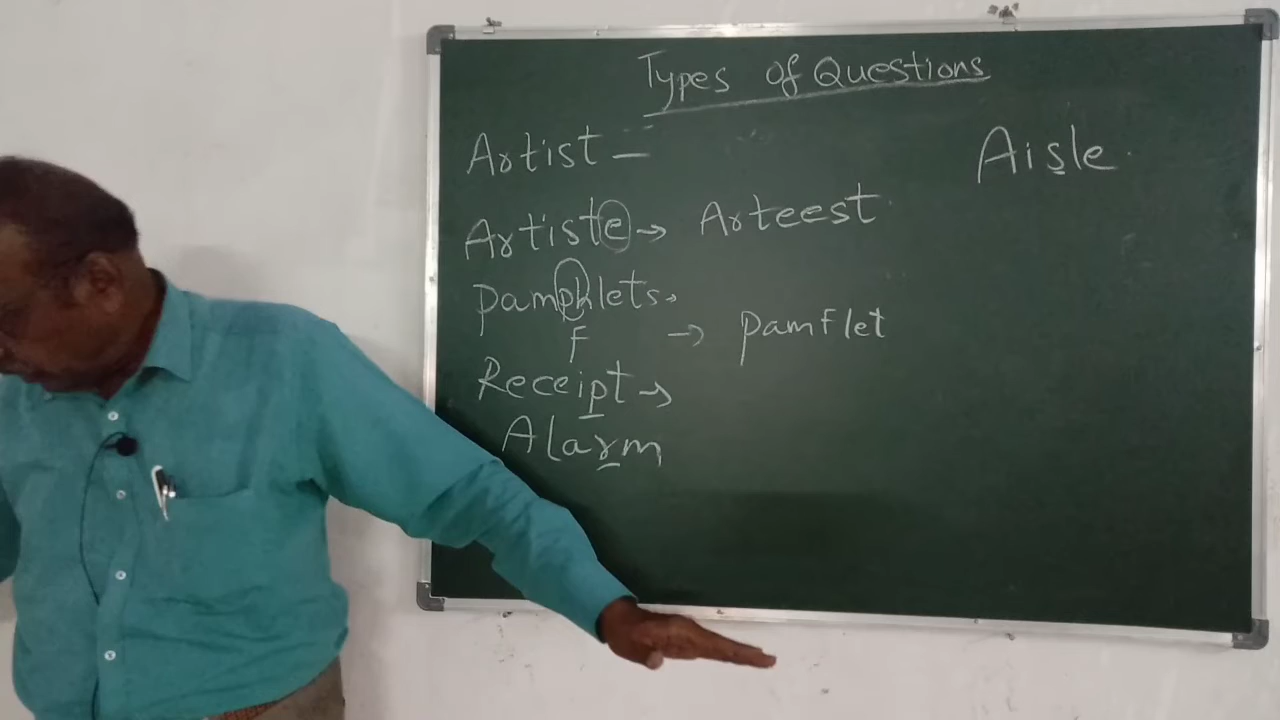 Types of Questions
Artist –
Aisle
Artiste → Arteest
pamphlets
F → pamflet
Receipt →
Alarm